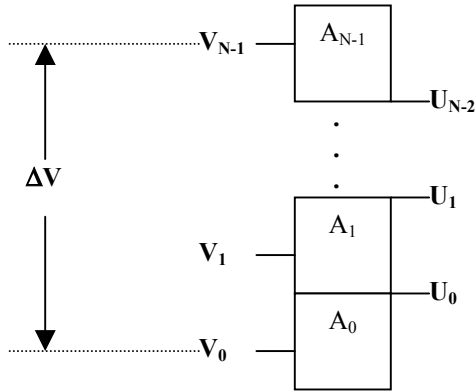 V_{N-1} A_{N-1}
U_{N-2}
ΔV
U_1
A_1
V_1
U_0
A_0
V_0